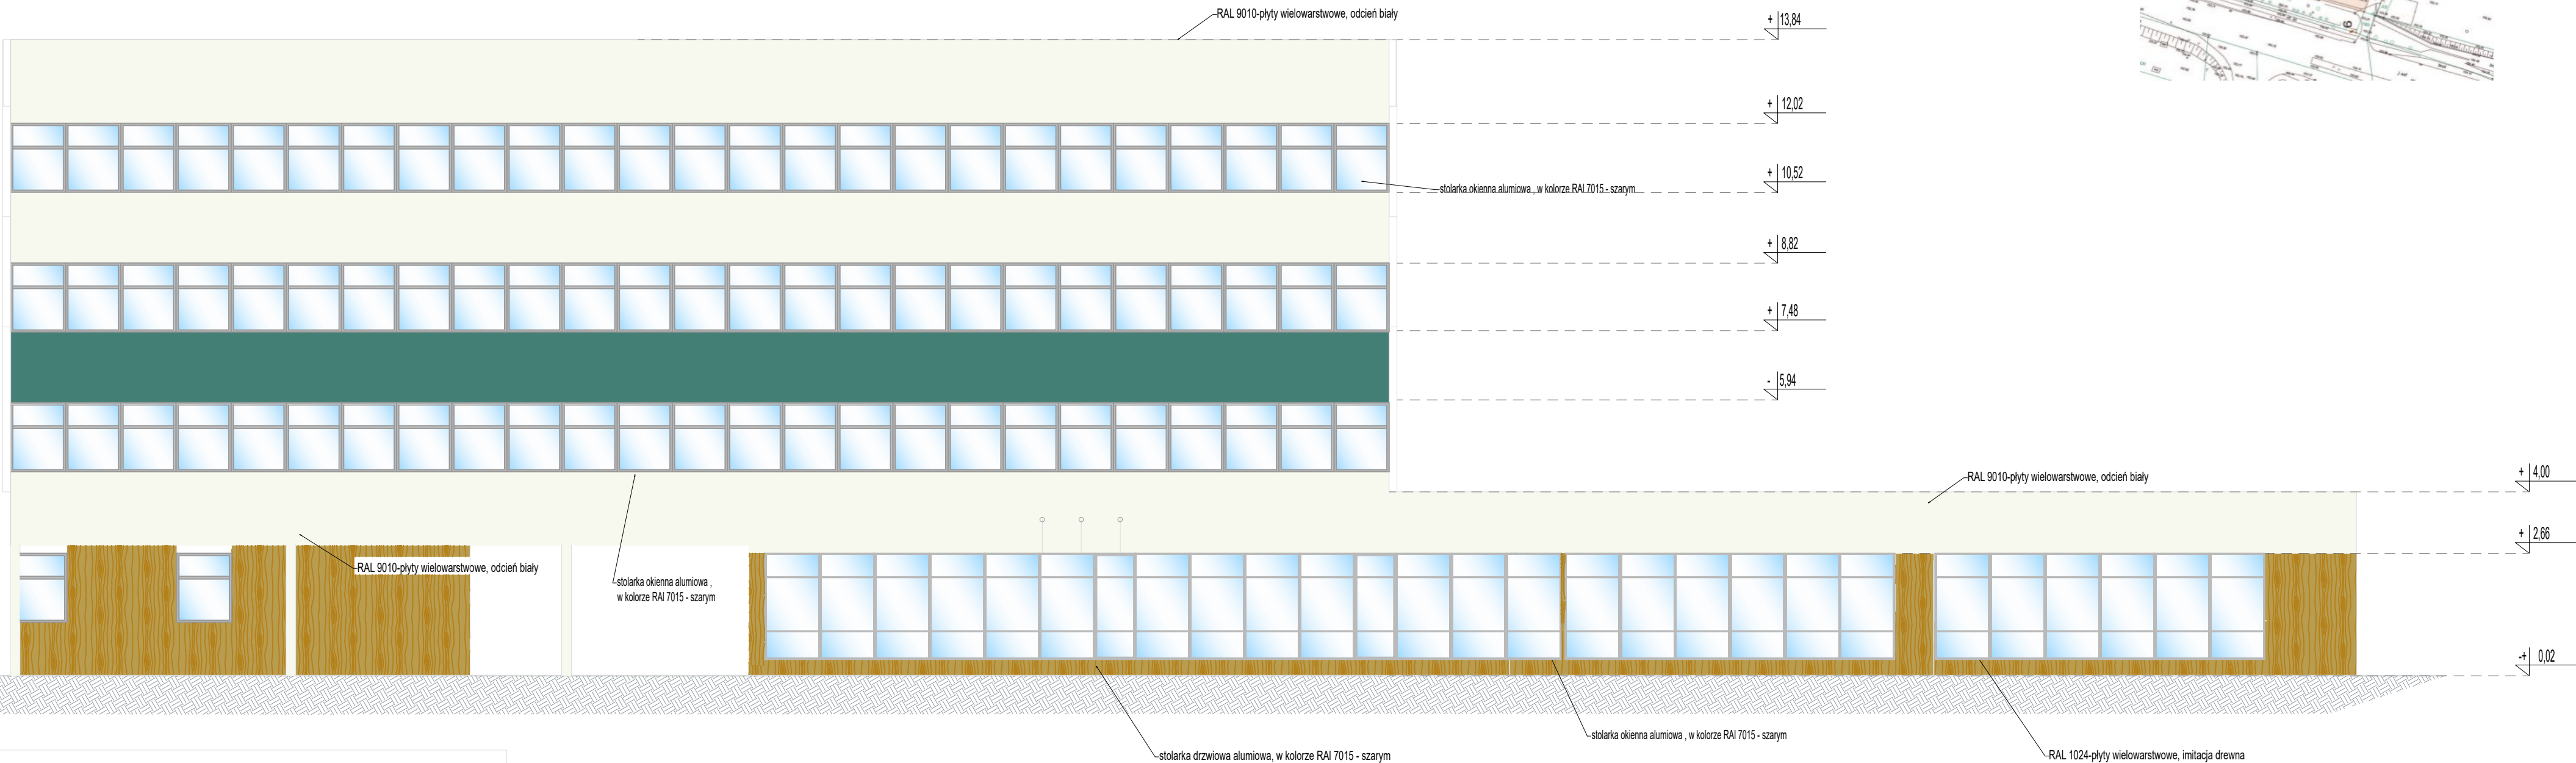 RAL 9010-płyty wielowarstwowe, odcień biały
+ 13,84
+ 12,02
+ 10,52
stolarka okienna alumiowa , w kolorze RAl 7015 - szarym
+ 8,82
+ 7,48
- 5,94
+ 4,00
RAL 9010-płyty wielowarstwowe, odcień biały
+ 2,66
RAL 9010-płyty wielowarstwowe, odcień biały
stolarka okienna alumiowa ,
w kolorze RAl 7015 - szarym
-+ 0,02
stolarka okienna alumiowa , w kolorze RAl 7015 - szarym
stolarka drzwiowa alumiowa, w kolorze RAl 7015 - szarym
RAL 1024-płyty wielowarstwowe, imitacja drewna